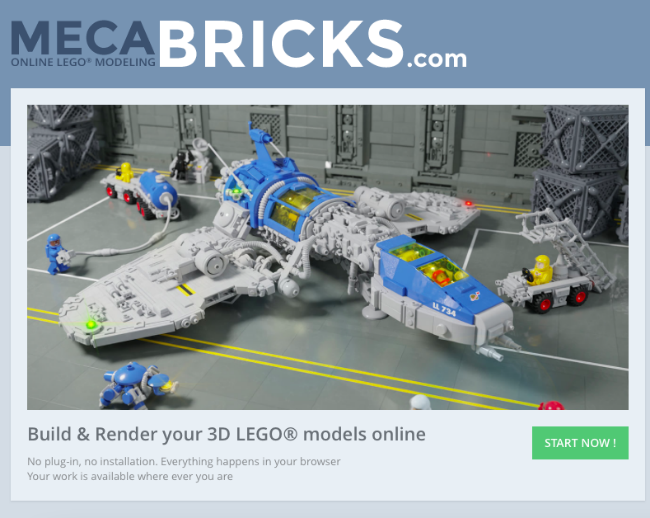 MECABRICKS.com
ONLINE LEGO® MODELING
LL 734
Build & Render your 3D LEGO® models online
START NOW !
No plug-in, no installation. Everything happens in your browser
Your work is available where ever you are